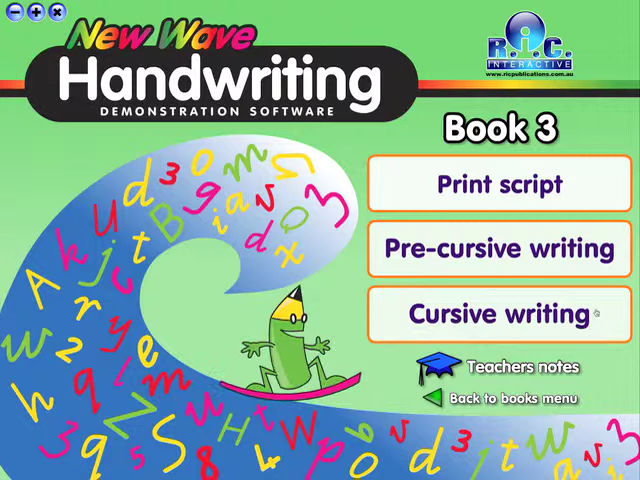 New Wave
Handwriting
DEMONSTRATION SOFTWARE
R.I.C.
INTERACTIVE
www.ricpublications.com.au
Book 3
Print script
Pre-cursive writing
Cursive writing
Teachers notes
Back to books menu